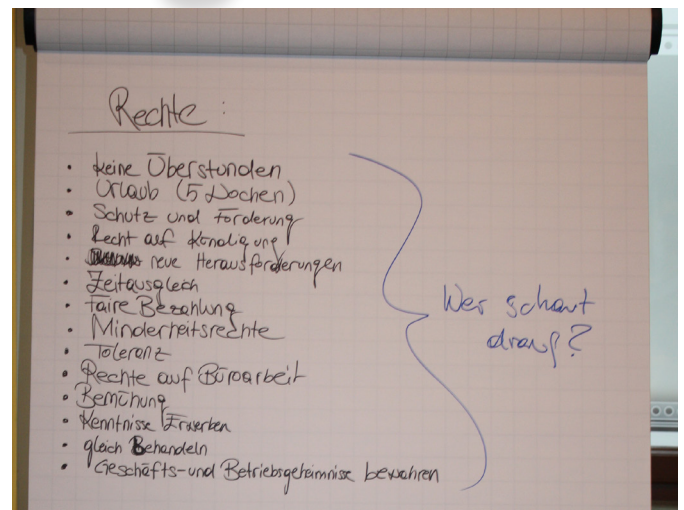 Rechte:
• keine Überstunden
• Urlaub (5 Wochen)
• Schutz und Förderung
• Recht auf Kündigung
• neue Herausforderungen
• Zeitausgleich
• Faire Bezahlung
• Minderheitsrechte
• Toleranz
• Rechte auf Büroarbeit
• Bemühung
• Kenntnisse Erwerben
• gleich Behandeln
• Geschäfts-und Betriebsgeheimnisse bewahren
Wer schaut
drauf?